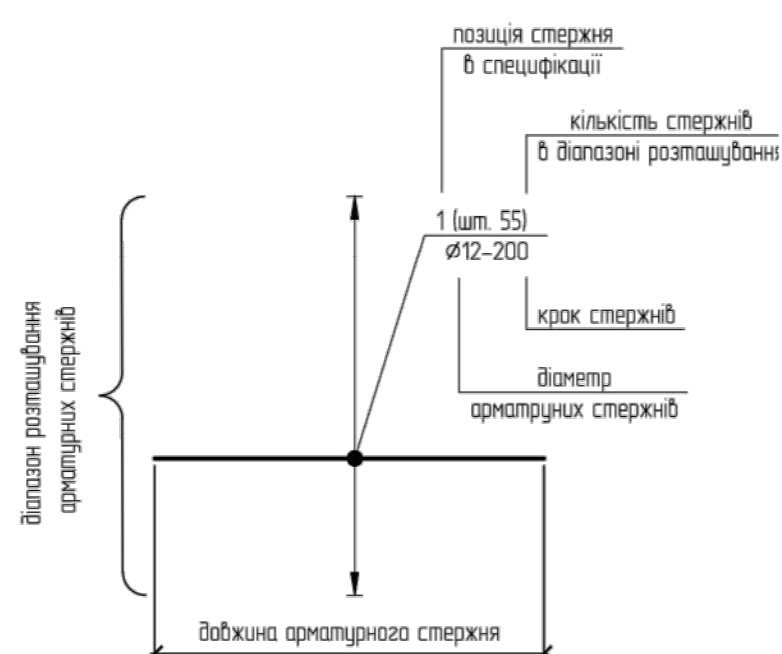 позиція стержня
в специфікації
кількість стержнів
в діапазоні розташування
1 (шт. 55)
Ø12-200
крок стержнів
діаметр
арматруних стержнів
діапазон розташування
арматурних стержнів
довжина арматурного стержня